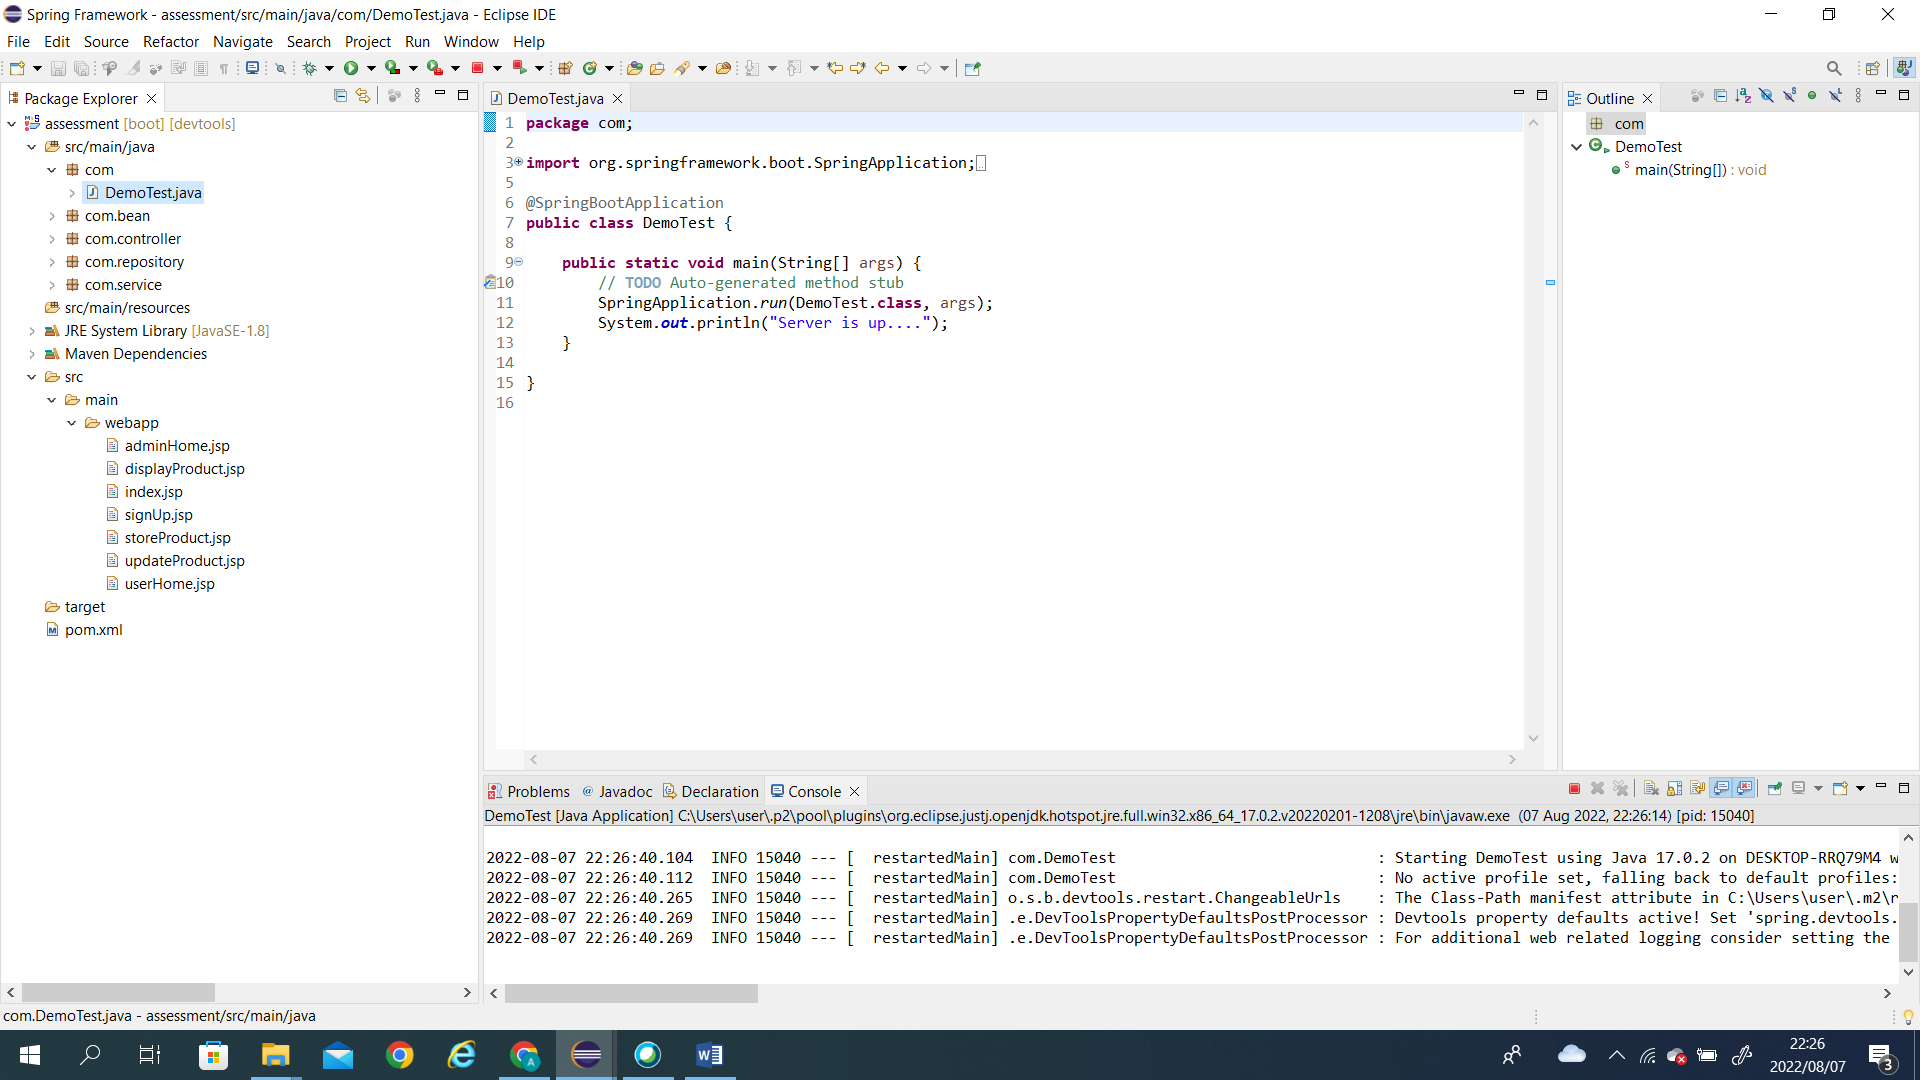 Spring Framework - assessment/src/main/java/com/DemoTest.java - Eclipse IDE
File Edit Source Refactor Navigate Search Project Run Window Help
Package Explorer
assessment [boot] [devtools]
src/main/java
com
DemoTest.java
com.bean
com.controller
com.repository
com.service
src/main/resources
JRE System Library [JavaSE-1.8]
Maven Dependencies
src
main
webapp
adminHome.jsp
displayProduct.jsp
index.jsp
signUp.jsp
storeProduct.jsp
updateProduct.jsp
userHome.jsp
target
pom.xml
DemoTest.java
1 package com;
2
3 import org.springframework.boot.SpringApplication;
5
6 @SpringBootApplication
7 public class DemoTest {
8
9 public static void main(String[] args) {
10 // TODO Auto-generated method stub
11 SpringApplication.run(DemoTest.class, args);
12 System.out.println("Server is up....");
13 }
14
15 }
16
Outline
com
DemoTest
main(String[]) : void
Problems @ Javadoc Declaration Console
DemoTest [Java Application] C:\Users\user\.p2\pool\plugins\org.eclipse.justj.openjdk.hotspot.jre.full.win32.x86_64_17.0.2.v20220201-1208\jre\bin\javaw.exe (07 Aug 2022, 22:26:14) [pid: 15040]
2022-08-07 22:26:40.104 INFO 15040 --- [ restartedMain] com.DemoTest : Starting DemoTest using Java 17.0.2 on DESKTOP-RRQ79M4 w
2022-08-07 22:26:40.112 INFO 15040 --- [ restartedMain] com.DemoTest : No active profile set, falling back to default profiles:
2022-08-07 22:26:40.265 INFO 15040 --- [ restartedMain] o.s.b.devtools.restart.ChangeableUrls : The Class-Path manifest attribute in C:\Users\user\.m2\r
2022-08-07 22:26:40.269 INFO 15040 --- [ restartedMain] .e.DevToolsPropertyDefaultsPostProcessor : Devtools property defaults active! Set 'spring.devtools.
2022-08-07 22:26:40.269 INFO 15040 --- [ restartedMain] .e.DevToolsPropertyDefaultsPostProcessor : For additional web related logging consider setting the
com.DemoTest.java - assessment/src/main/java
22:26
2022/08/07
3